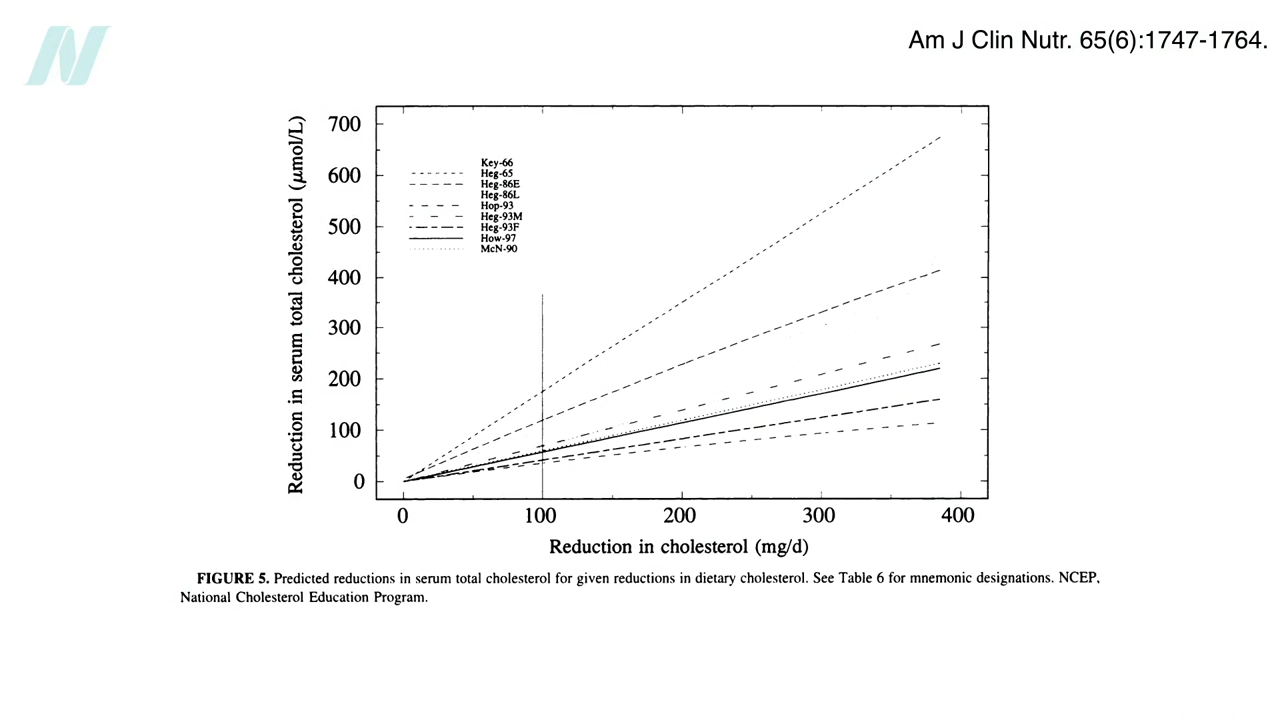 Am J Clin Nutr. 65(6):1747-1764.
Reduction in serum total cholesterol (μmol/L)
700
600
500
400
300
200
100
0
Key-66
Heg-65
Heg-86E
Heg-86L
Hop-93
Heg-93M
Heg-93F
How-97
McN-90
0 100 200 300 400
Reduction in cholesterol (mg/d)
FIGURE 5. Predicted reductions in serum total cholesterol for given reductions in dietary cholesterol. See Table 6 for mnemonic designations. NCEP,
National Cholesterol Education Program.